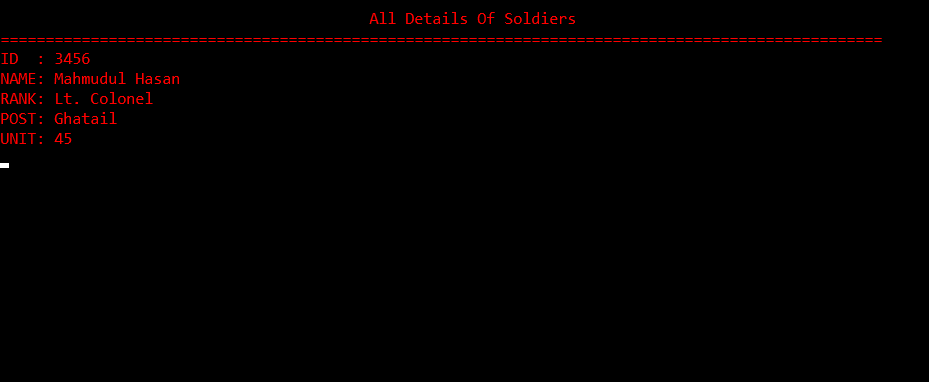 All Details Of Soldiers
==================================================================================================
ID  : 3456
NAME: Mahmudul Hasan
RANK: Lt. Colonel
POST: Ghatail
UNIT: 45